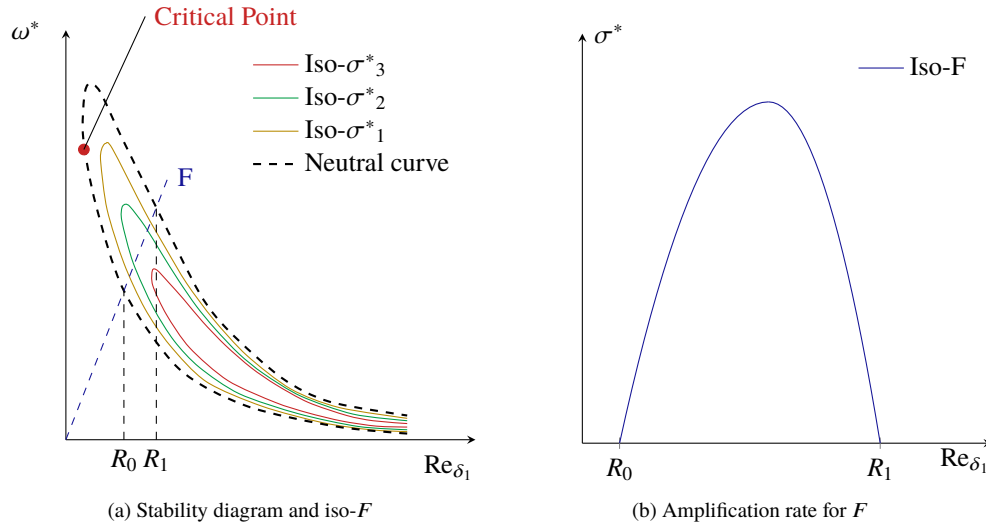 Critical Point
ω*
Iso-σ*3
Iso-σ*2
Iso-σ*1
Neutral curve
F
R0 R1
Reδ1
(a) Stability diagram and iso-F
σ*
Iso-F
R0
R1
Reδ1
(b) Amplification rate for F